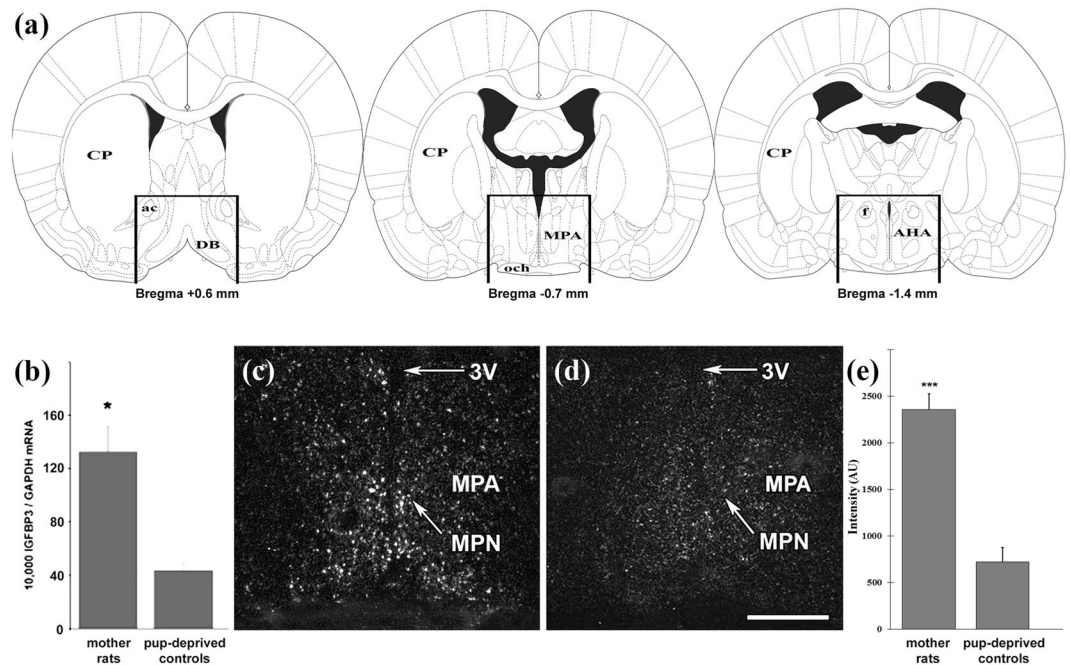 (a)
CP
ac
DB
Bregma +0.6 mm
CP
MPA
och
Bregma -0.7 mm
CP
f
AHA
Bregma -1.4 mm
(b)
10,000 IGFBP3 / GAPDH mRNA
160
120
80
40
0
*
mother
rats
pup-deprived
controls
(c)
3V
MPA
MPN
(d)
3V
MPA
MPN
(e)
Intensity (AU)
2500
2000
1500
1000
500
0
***
mother
rats
pup-deprived
controls